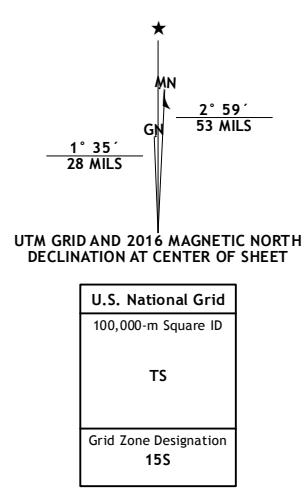 ★
MN
2° 59´
53 MILS
GN
1° 35´
28 MILS
UTM GRID AND 2016 MAGNETIC NORTH
DECLINATION AT CENTER OF SHEET
U.S. National Grid
100,000-m Square ID
TS
Grid Zone Designation
15S